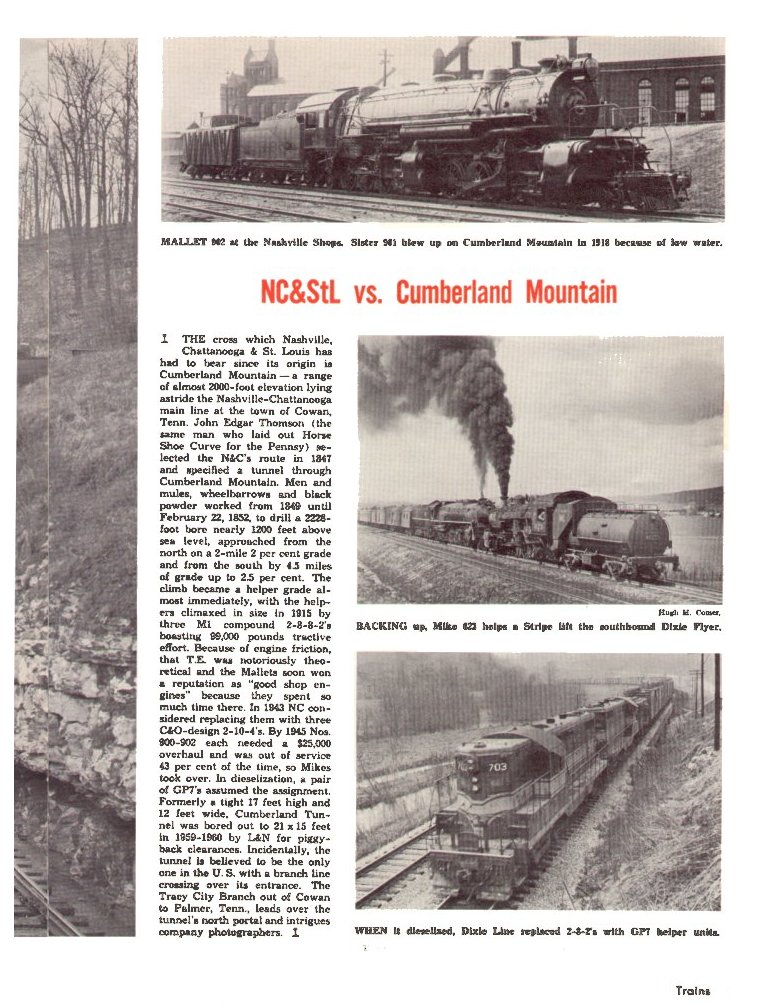 MALLET 902 at the Nashville Shops. Sister 901 blew up on Cumberland Mountain in 1918 because of low water.
NC&StL vs. Cumberland Mountain
1 THE cross which Nashville,
Chattanooga & St. Louis has
had to bear since its origin is
Cumberland Mountain — a range
of almost 2000-foot elevation lying
astride the Nashville-Chattanooga
main line at the town of Cowan,
Tenn. John Edgar Thomson (the
same man who laid out Horse
Shoe Curve for the Pennsy) se-
lected the N&C's route in 1847
and specified a tunnel through
Cumberland Mountain. Men and
mules, wheelbarrows and black
powder worked from 1849 until
February 22, 1852, to drill a 2228-
foot bore nearly 1200 feet above
sea level, approached from the
north on a 2-mile 2 per cent grade
and from the south by 4.5 miles
of grade up to 2.5 per cent. The
climb became a helper grade al-
most immediately, with the help-
ers climaxed in size in 1915 by
three M1 compound 2-8-8-2's
boasting 99,000 pounds tractive
effort. Because of engine friction,
that T.E. was notoriously theo-
retical and the Mallets soon won
a reputation as "good shop en-
gines" because they spent so
much time there. In 1943 NC con-
sidered replacing them with three
C&O-design 2-10-4's. By 1945 Nos.
900-902 each needed a $25,000
overhaul and was out of service
43 per cent of the time, so Mikes
took over. In dieselization, a pair
of GP7's assumed the assignment.
Formerly a tight 17 feet high and
12 feet wide, Cumberland Tun-
nel was bored out to 21 x 15 feet
in 1959-1960 by L&N for piggy-
back clearances. Incidentally, the
tunnel is believed to be the only
one in the U. S. with a branch line
crossing over its entrance. The
Tracy City Branch out of Cowan
to Palmer, Tenn., leads over the
tunnel's north portal and intrigues
company photographers. 1
Hugh M. Comer.
BACKING up, Mike 622 helps a Stripe lift the southbound Dixie Flyer.
703
WHEN it dieselized, Dixie Line replaced 2-8-2's with GP7 helper units.
Trains